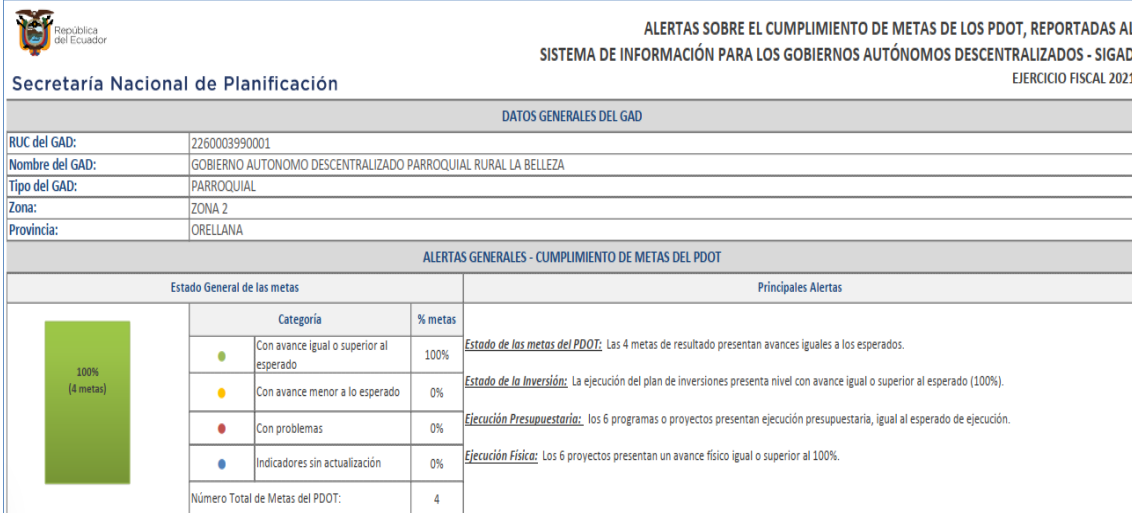 República
del Ecuador
Secretaría Nacional de Planificación
ALERTAS SOBRE EL CUMPLIMIENTO DE METAS DE LOS PDOT, REPORTADAS AL
SISTEMA DE INFORMACIÓN PARA LOS GOBIERNOS AUTÓNOMOS DESCENTRALIZADOS - SIGAD
EJERCICIO FISCAL 2021
DATOS GENERALES DEL GAD
RUC del GAD: 2260003990001
Nombre del GAD: GOBIERNO AUTONOMO DESCENTRALIZADO PARROQUIAL RURAL LA BELLEZA
Tipo del GAD: PARROQUIAL
Zona: ZONA 2
Provincia: ORELLANA
ALERTAS GENERALES - CUMPLIMIENTO DE METAS DEL PDOT
Estado General de las metas
Principales Alertas
100%
(4 metas)
Categoría % metas
Con avance igual o superior al
esperado 100%
Con avance menor a lo esperado 0%
Con problemas 0%
Indicadores sin actualización 0%
Número Total de Metas del PDOT: 4
Estado de las metas del PDOT: Las 4 metas de resultado presentan avances iguales a los esperados.
Estado de la Inversión: La ejecución del plan de inversiones presenta nivel con avance igual o superior al esperado (100%).
Ejecución Presupuestaria: los 6 programas o proyectos presentan ejecución presupuestaria, igual al esperado de ejecución.
Ejecución Física: Los 6 proyectos presentan un avance físico igual o superior al 100%.